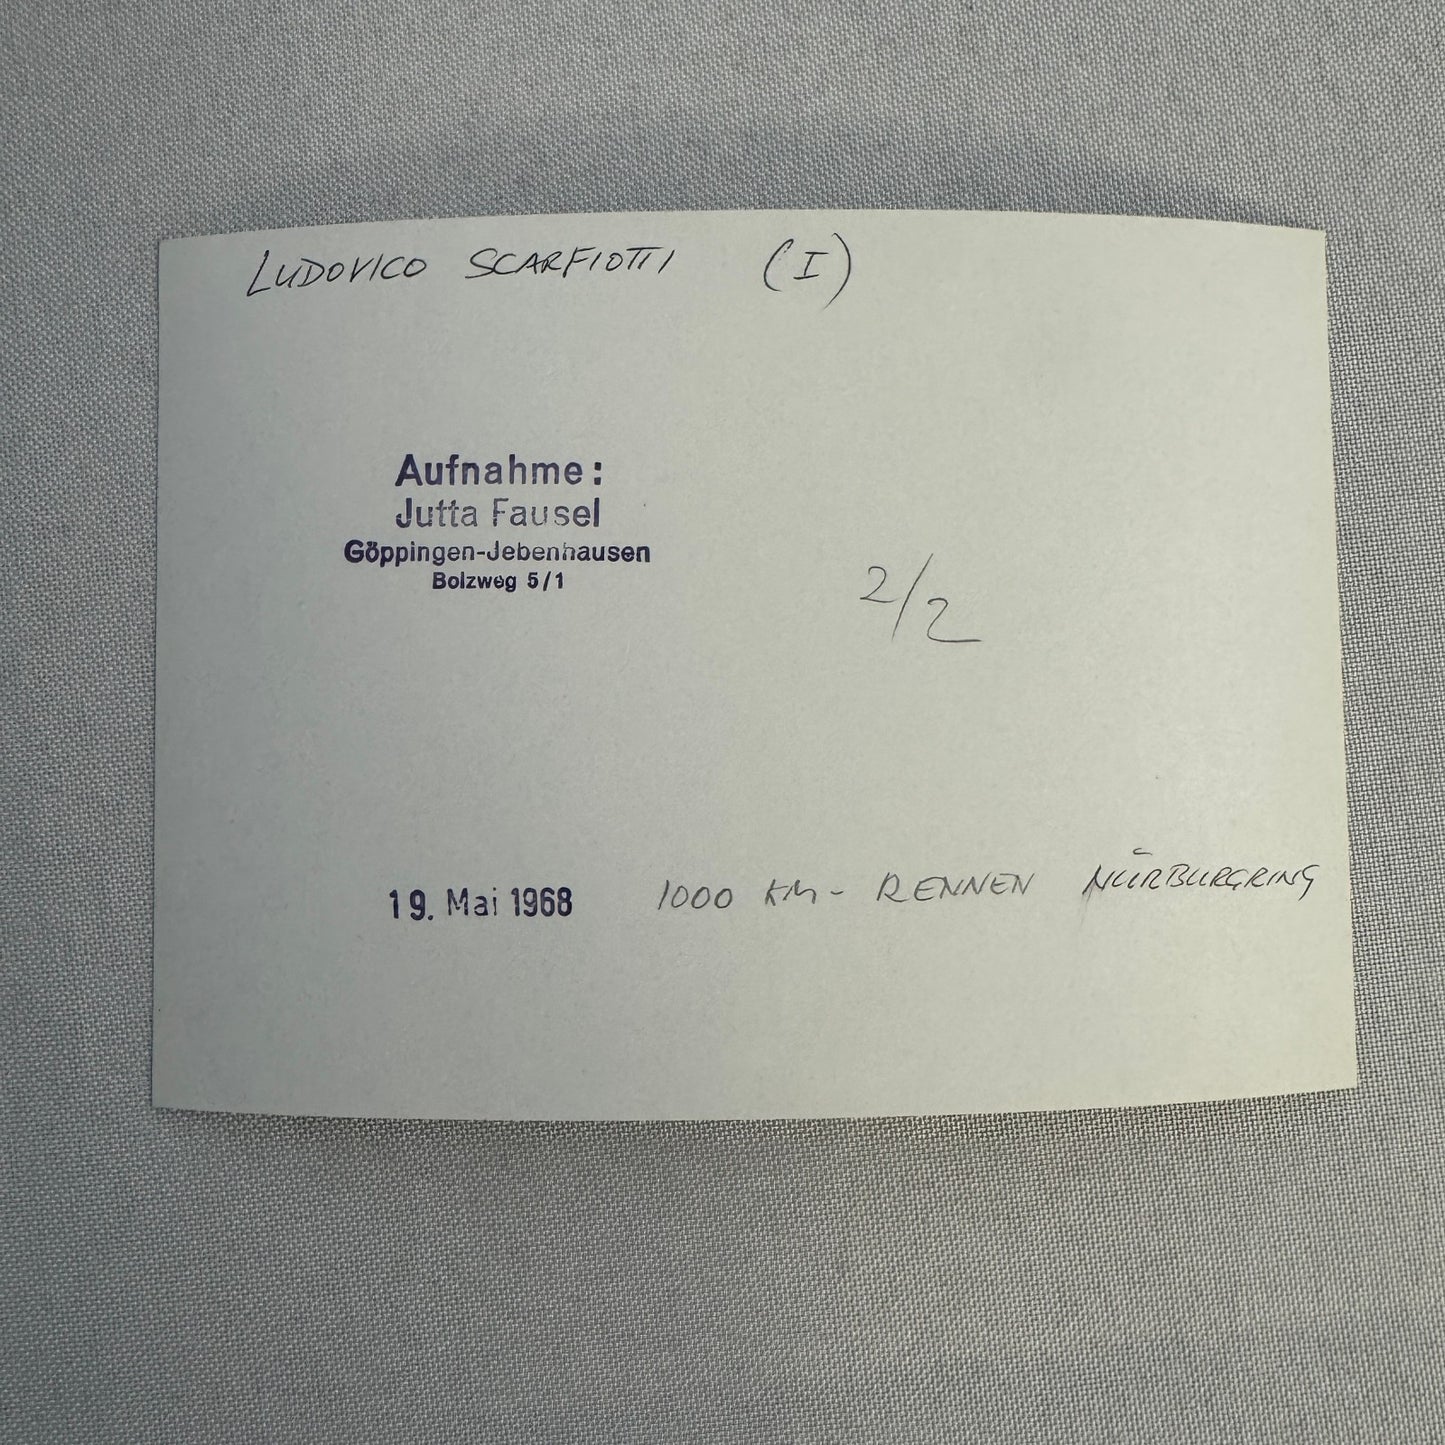 LUDOVICO SCARFIOTTI (I)
Aufnahme:
Jutta Fausel
Göppingen-Jebenhausen
Bolzweg 5/1
2/2
19. Mai 1968 1000 KM- RENNEN NÜRBURGRING